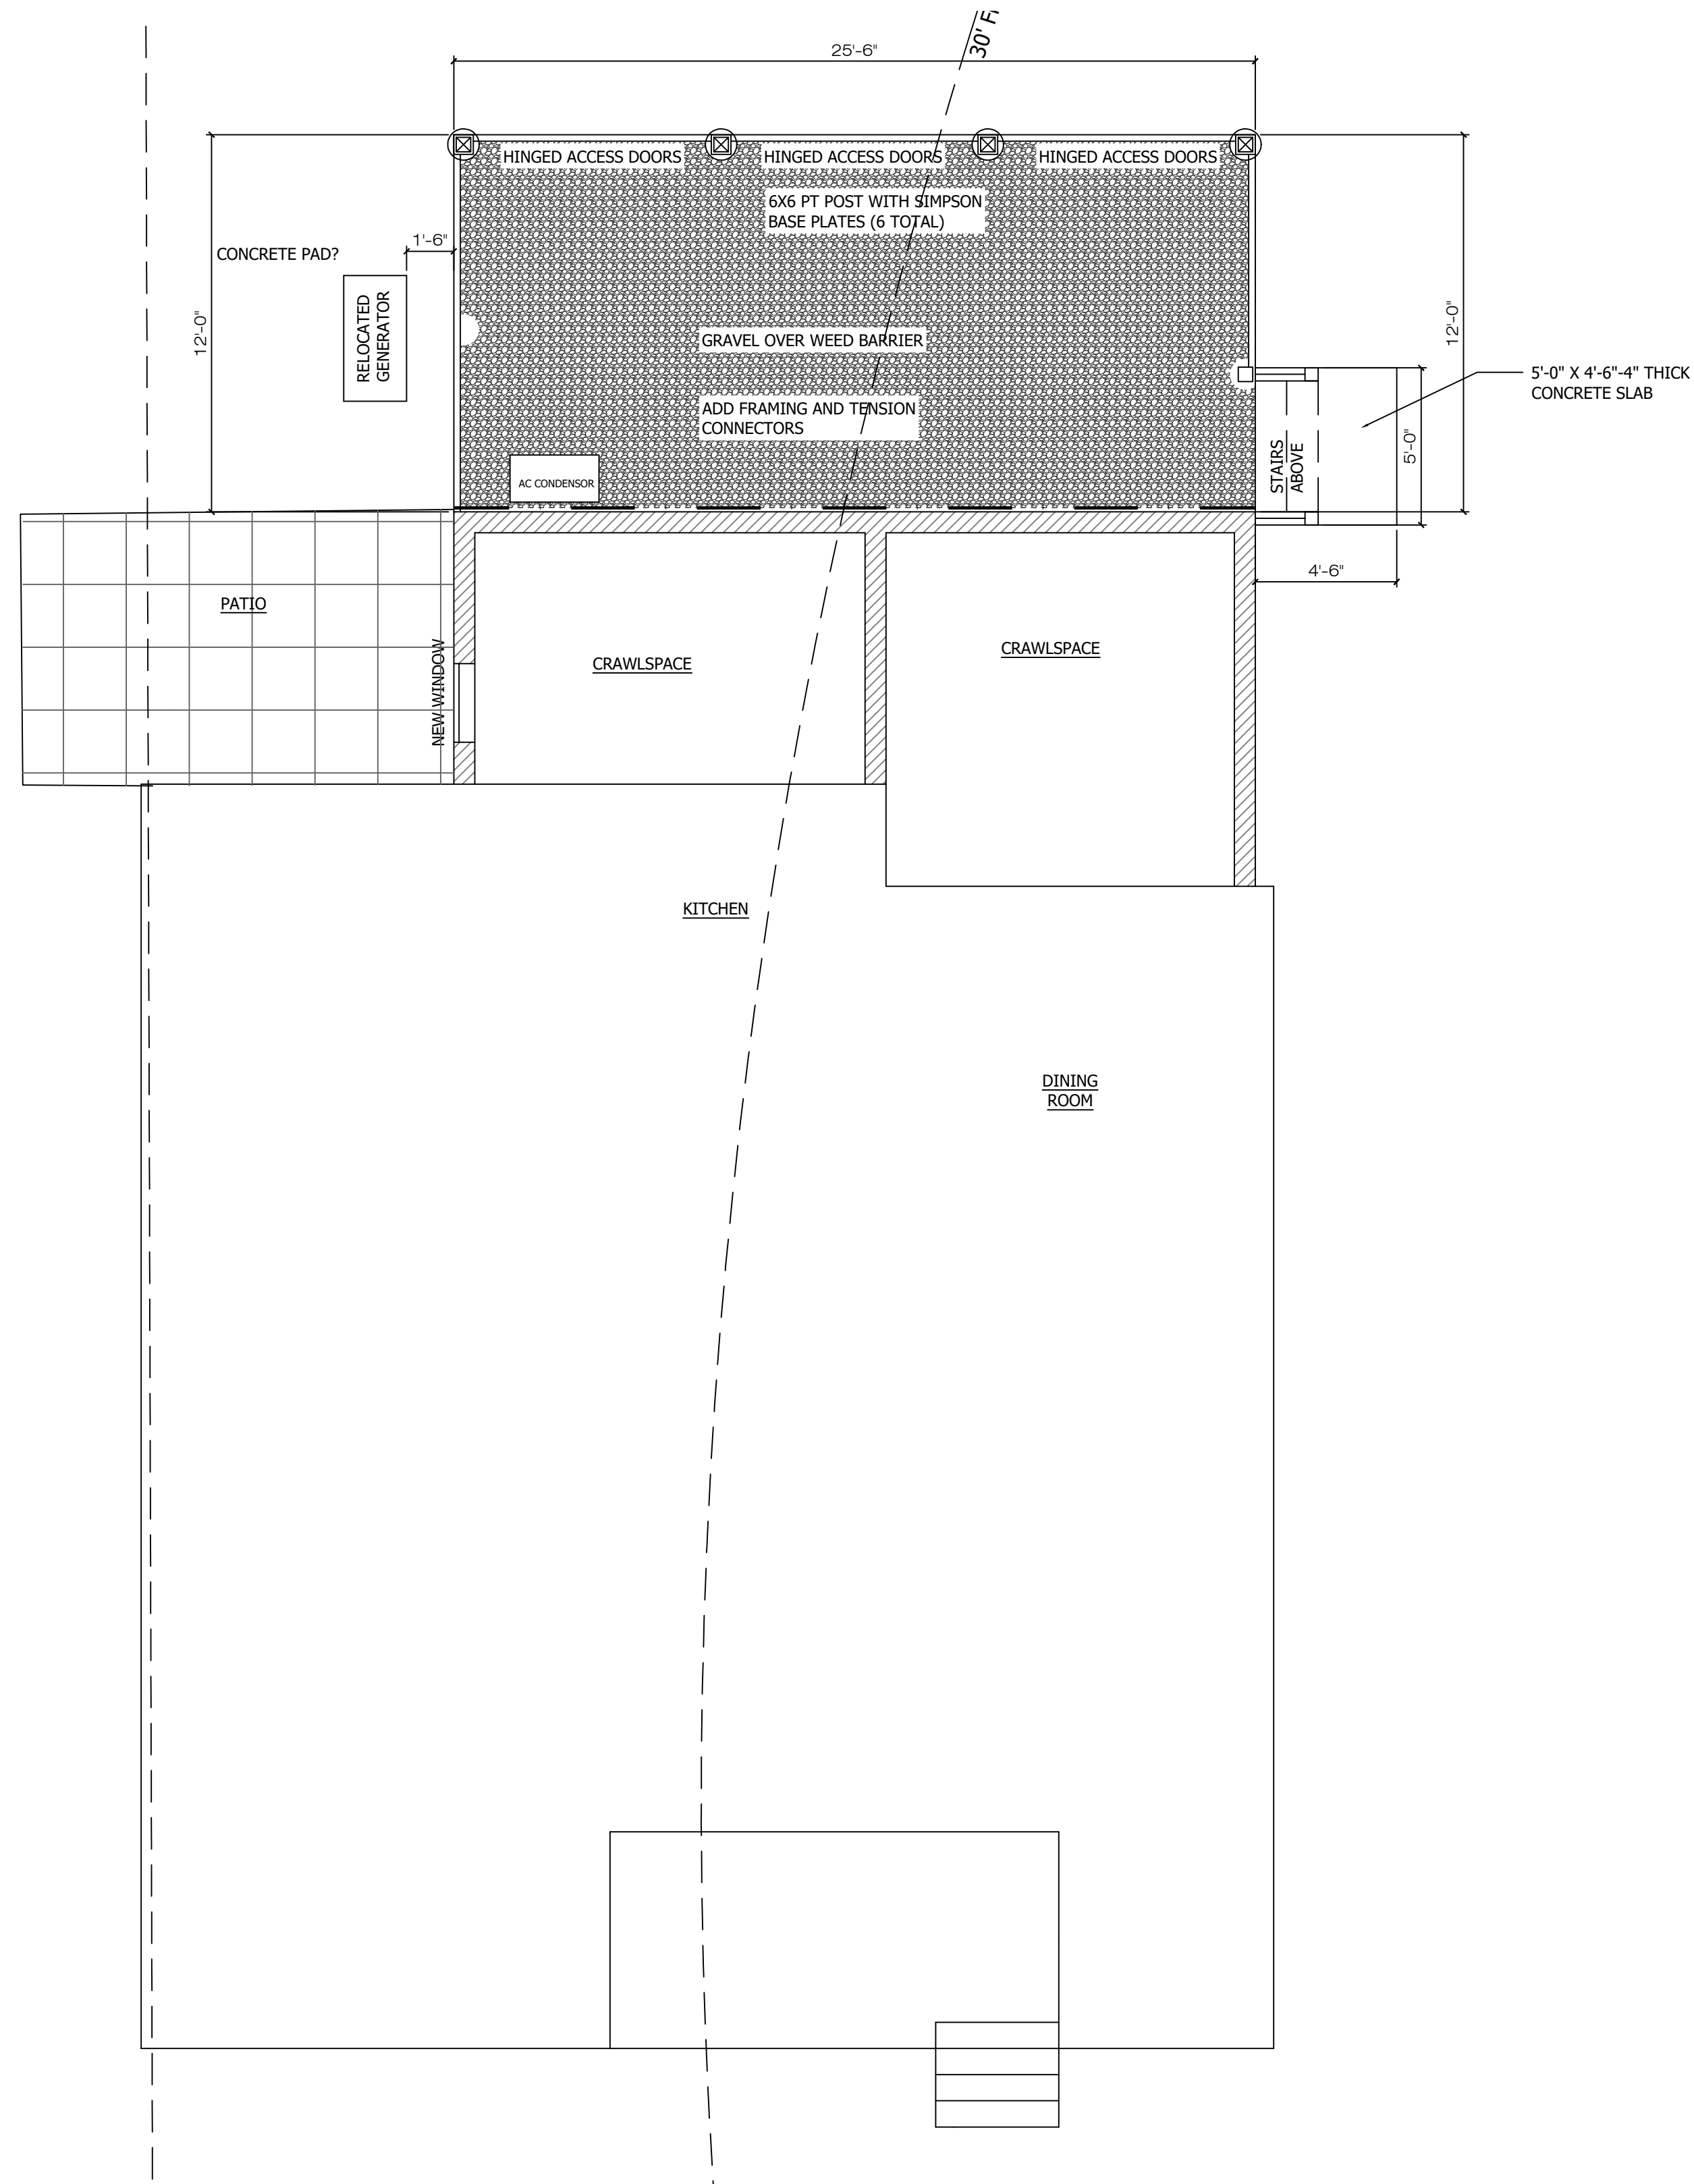 30' F
25'-6"
HINGED ACCESS DOORS
HINGED ACCESS DOORS
HINGED ACCESS DOORS
6X6 PT POST WITH SIMPSON
BASE PLATES (6 TOTAL)
1'-6"
CONCRETE PAD?
RELOCATED
GENERATOR
12'-0"
12'-0"
GRAVEL OVER WEED BARRIER
5'-0" X 4'-6"-4" THICK
CONCRETE SLAB
ADD FRAMING AND TENSION
CONNECTORS
5'-0"
STAIRS
ABOVE
AC CONDENSOR
4'-6"
PATIO
NEW WINDOW
CRAWLSPACE
CRAWLSPACE
KITCHEN
DINING
ROOM